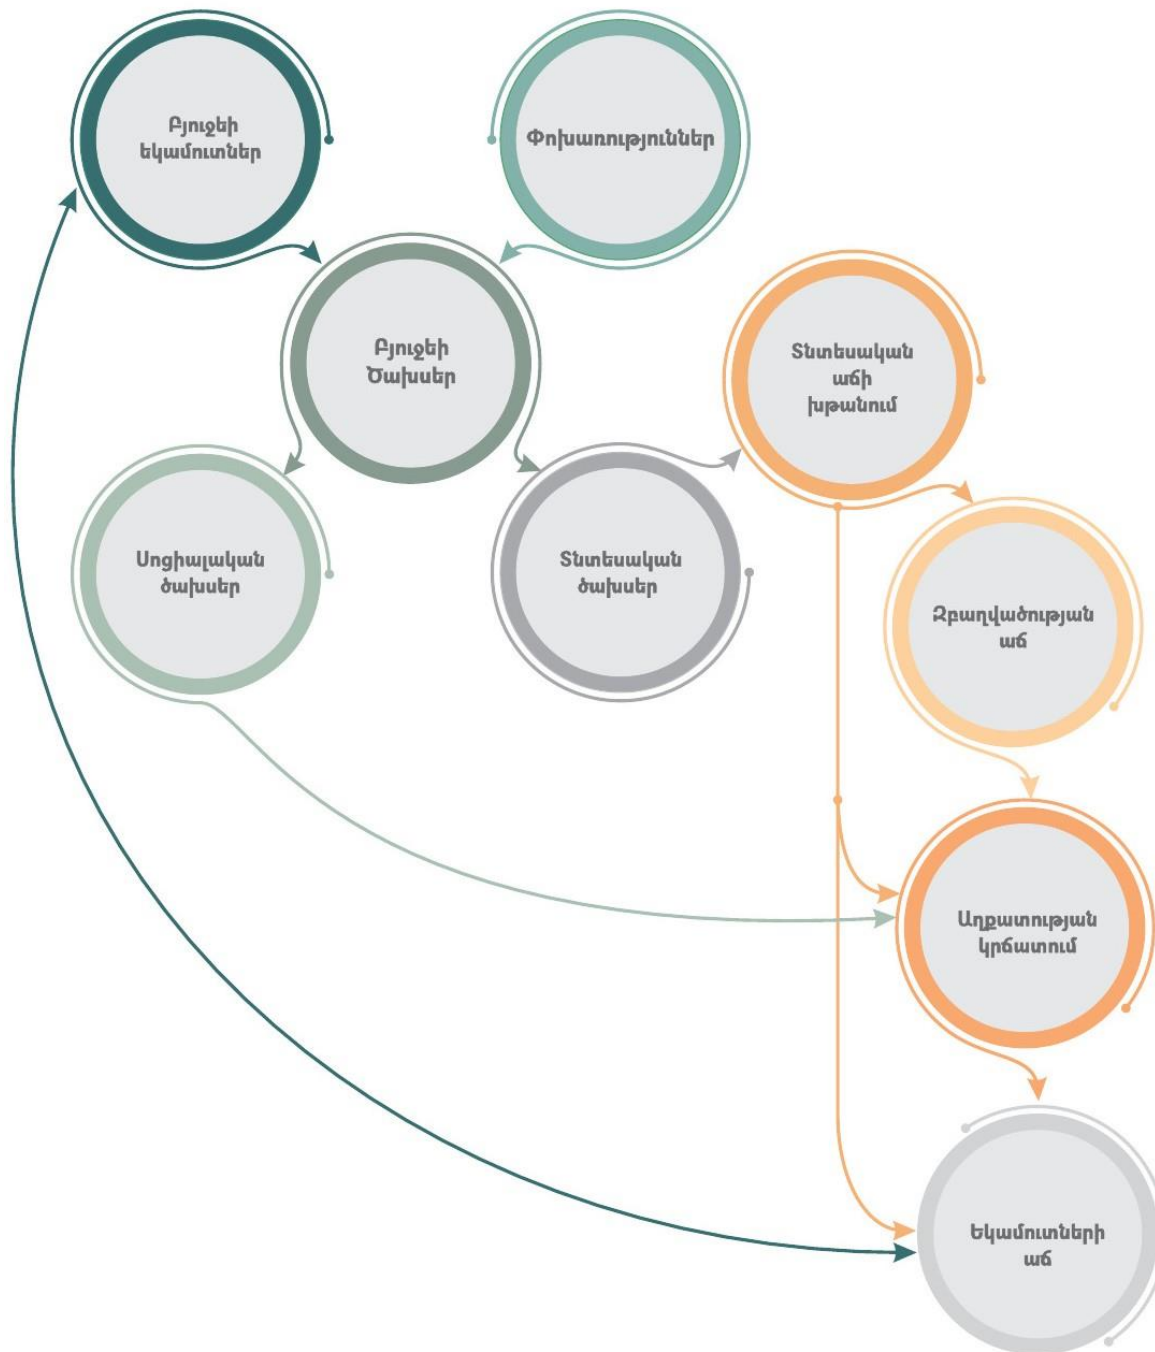 Բյուջեի
եկամուտներ
Փոխառություններ
Բյուջեի
Ծախսեր
Տնտեսական
աճի
խթանում
Սոցիալական
ծախսեր
Տնտեսական
ծախսեր
Զբաղվածության
աճ
Աղքատության
կրճատում
Եկամուտների
աճ